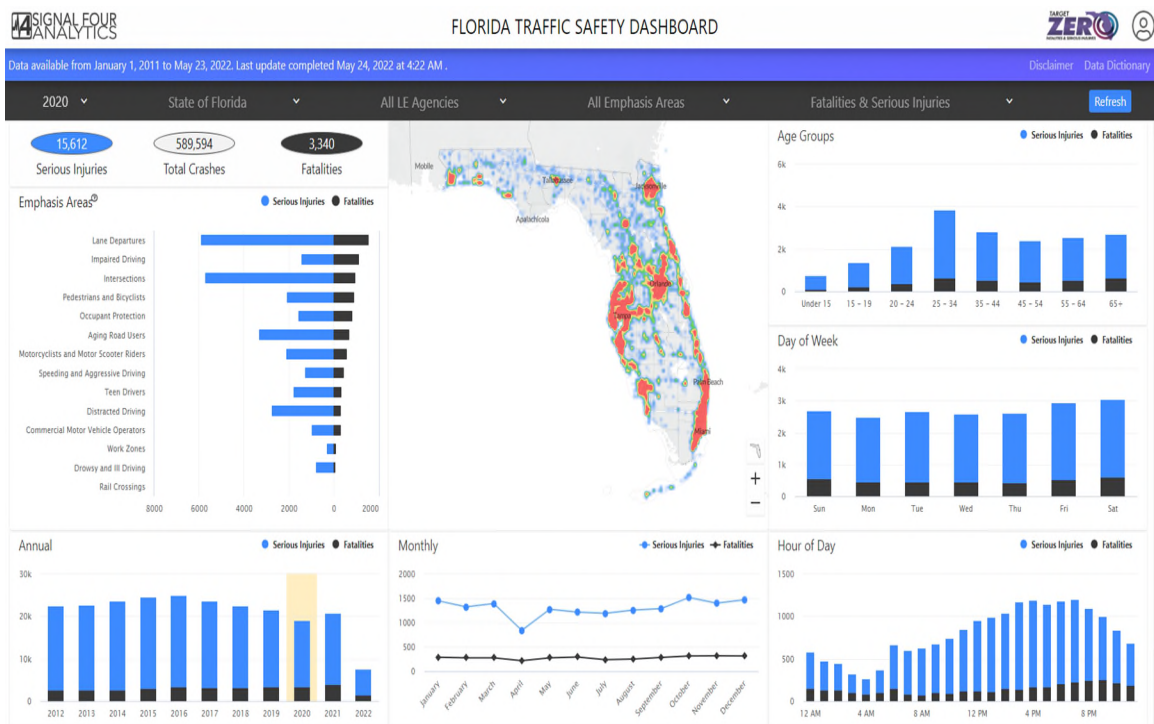 SIGNAL FOUR
ANALYTICS
FLORIDA TRAFFIC SAFETY DASHBOARD
TARGET
ZERO
FATALITIES & SERIOUS INJURIES
Data available from January 1, 2011 to May 23, 2022. Last update completed May 24, 2022 at 4:22 AM .
Disclaimer Data Dictionary
2020 State of Florida All LE Agencies All Emphasis Areas Fatalities & Serious Injuries Refresh
15,612 589,594 3,340
Serious Injuries Total Crashes Fatalities
Emphasis Areas?
Serious Injuries Fatalities
Lane Departures
Impaired Driving
Intersections
Pedestrians and Bicyclists
Occupant Protection
Aging Road Users
Motorcyclists and Motor Scooter Riders
Speeding and Aggressive Driving
Teen Drivers
Distracted Driving
Commercial Motor Vehicle Operators
Work Zones
Drowsy and Ill Driving
Rail Crossings
8000 6000 4000 2000 0 2000
Mobile
Tallahassee
Jacksonville
Apalachicola
Orlando
Tampa
Palm Beach
Miami
+
−
Age Groups
Serious Injuries Fatalities
6k
4k
2k
0
Under 15 15 - 19 20 - 24 25 - 34 35 - 44 45 - 54 55 - 64 65+
Day of Week
Serious Injuries Fatalities
4k
3k
2k
1k
0
Sun Mon Tue Wed Thu Fri Sat
Annual
Serious Injuries Fatalities
30k
20k
10k
0
2012 2013 2014 2015 2016 2017 2018 2019 2020 2021 2022
Monthly
Serious Injuries Fatalities
2000
1500
1000
500
0
January February March April May June July August September October November December
Hour of Day
Serious Injuries Fatalities
1500
1000
500
0
12 AM 4 AM 8 AM 12 PM 4 PM 8 PM